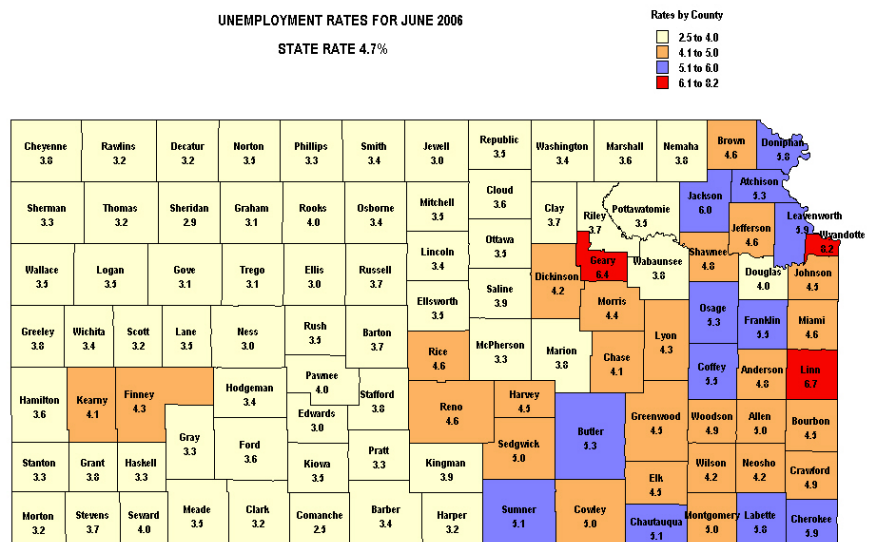 UNEMPLOYMENT RATES FOR JUNE 2006
STATE RATE 4.7%
Rates by County
2.5 to 4.0
4.1 to 5.0
5.1 to 6.0
6.1 to 8.2
Cheyenne
3.8
Rawlins
3.2
Decatur
3.2
Norton
3.5
Phillips
3.3
Smith
3.4
Jewell
3.0
Republic
3.5
Washington
3.4
Marshall
3.6
Nemaha
3.8
Brown
4.6
Doniphan
5.8
Sherman
3.3
Thomas
3.2
Sheridan
2.9
Graham
3.1
Rooks
4.0
Osborne
3.4
Mitchell
3.5
Cloud
3.6
Clay
3.7
Riley
3.7
Pottawatomie
3.5
Jackson
6.0
Atchison
5.3
Jefferson
4.6
Leavenworth
5.9
Wyandotte
8.2
Wallace
3.5
Logan
3.5
Gove
3.1
Trego
3.1
Ellis
3.0
Russell
3.7
Lincoln
3.4
Ottawa
3.5
Saline
3.9
Dickinson
4.2
Geary
6.4
Wabaunsee
3.8
Shawnee
4.8
Douglas
4.0
Johnson
4.5
Ellsworth
3.5
Morris
4.4
Osage
5.3
Franklin
5.5
Miami
4.6
Greeley
3.8
Wichita
3.4
Scott
3.2
Lane
3.5
Ness
3.0
Rush
3.5
Barton
3.7
Rice
4.6
McPherson
3.3
Marion
3.8
Chase
4.1
Lyon
4.3
Coffey
5.5
Anderson
4.8
Linn
6.7
Hamilton
3.6
Kearny
4.1
Finney
4.3
Hodgeman
3.4
Pawnee
4.0
Stafford
3.8
Edwards
3.0
Reno
4.6
Harvey
4.5
Butler
5.3
Greenwood
4.5
Woodson
4.9
Allen
5.0
Bourbon
4.5
Gray
3.3
Ford
3.6
Sedgwick
5.0
Stanton
3.3
Grant
3.8
Haskell
3.3
Kiowa
3.5
Pratt
3.3
Kingman
3.9
Elk
4.5
Wilson
4.2
Neosho
4.2
Crawford
4.9
Morton
3.2
Stevens
3.7
Seward
4.0
Meade
3.5
Clark
3.2
Comanche
2.5
Barber
3.4
Harper
3.2
Sumner
5.1
Cowley
5.0
Chautauqua
5.1
Montgomery
5.0
Labette
5.8
Cherokee
5.9